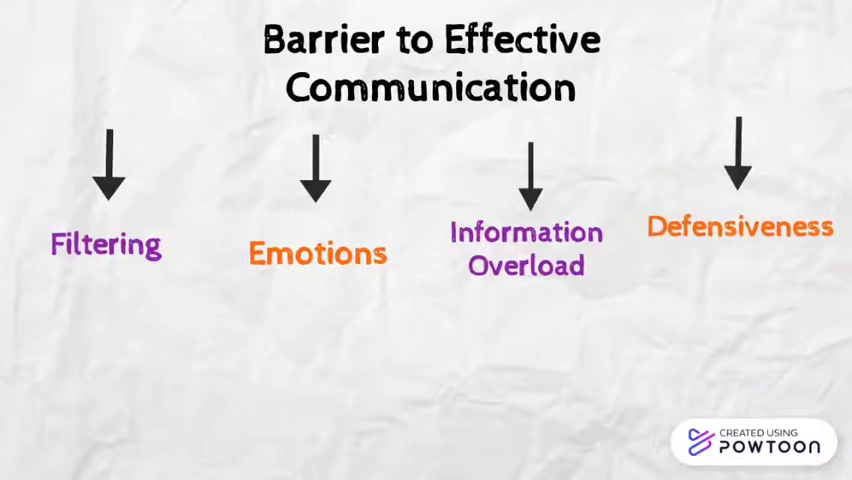 Barrier to Effective
Communication
Filtering
Emotions
Information
Overload
Defensiveness
CREATED USING
POWTOON